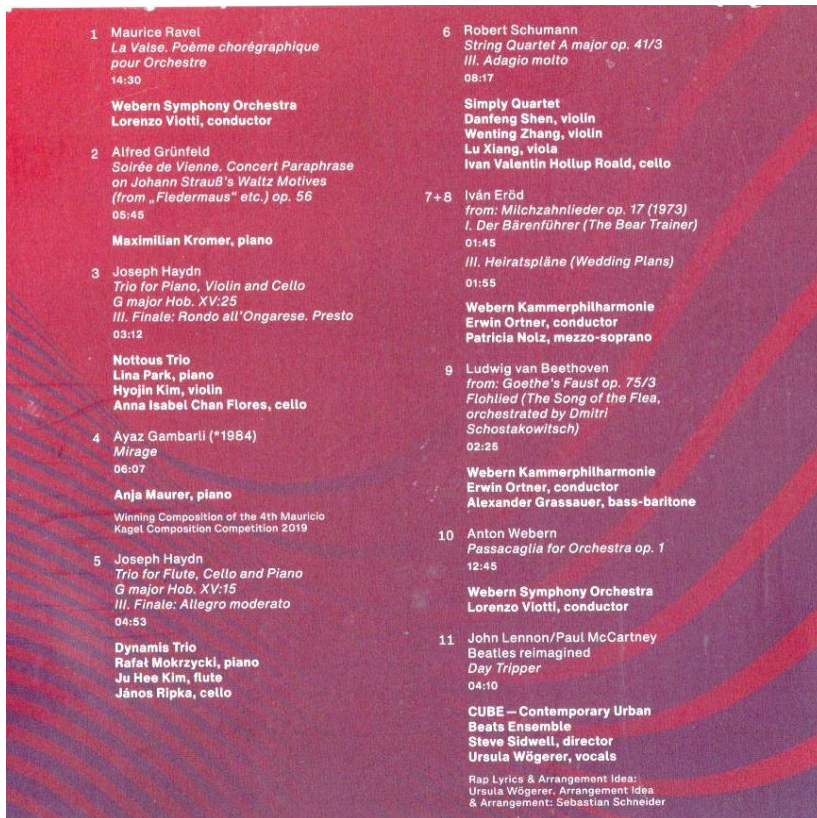 1 Maurice Ravel
La Valse. Poème chorégraphique
pour Orchestre
14:30
Webern Symphony Orchestra
Lorenzo Viotti, conductor
2 Alfred Grünfeld
Soirée de Vienne. Concert Paraphrase
on Johann Strauß's Waltz Motives
(from „Fledermaus" etc.) op. 56
05:45
Maximilian Kromer, piano
3 Joseph Haydn
Trio for Piano, Violin and Cello
G major Hob. XV:25
III. Finale: Rondo all'Ongarese. Presto
03:12
Nottous Trio
Lina Park, piano
Hyojin Kim, violin
Anna Isabel Chan Flores, cello
4 Ayaz Gambarli (*1984)
Mirage
06:07
Anja Maurer, piano
Winning Composition of the 4th Mauricio
Kagel Composition Competition 2019
5 Joseph Haydn
Trio for Flute, Cello and Piano
G major Hob. XV:15
III. Finale: Allegro moderato
04:53
Dynamis Trio
Rafał Mokrzycki, piano
Ju Hee Kim, flute
János Ripka, cello
6 Robert Schumann
String Quartet A major op. 41/3
III. Adagio molto
08:17
Simply Quartet
Danfeng Shen, violin
Wenting Zhang, violin
Lu Xiang, viola
Ivan Valentin Hollup Roald, cello
7+8 Iván Eröd
from: Milchzahnlieder op. 17 (1973)
I. Der Bärenführer (The Bear Trainer)
01:45
III. Heiratspläne (Wedding Plans)
01:55
Webern Kammerphilharmonie
Erwin Ortner, conductor
Patricia Nolz, mezzo-soprano
9 Ludwig van Beethoven
from: Goethe's Faust op. 75/3
Flohlied (The Song of the Flea,
orchestrated by Dmitri
Schostakowitsch)
02:25
Webern Kammerphilharmonie
Erwin Ortner, conductor
Alexander Grassauer, bass-baritone
10 Anton Webern
Passacaglia for Orchestra op. 1
12:45
Webern Symphony Orchestra
Lorenzo Viotti, conductor
11 John Lennon/Paul McCartney
Beatles reimagined
Day Tripper
04:10
CUBE — Contemporary Urban
Beats Ensemble
Steve Sidwell, director
Ursula Wögerer, vocals
Rap Lyrics & Arrangement Idea:
Ursula Wögerer. Arrangement Idea
& Arrangement: Sebastian Schneider